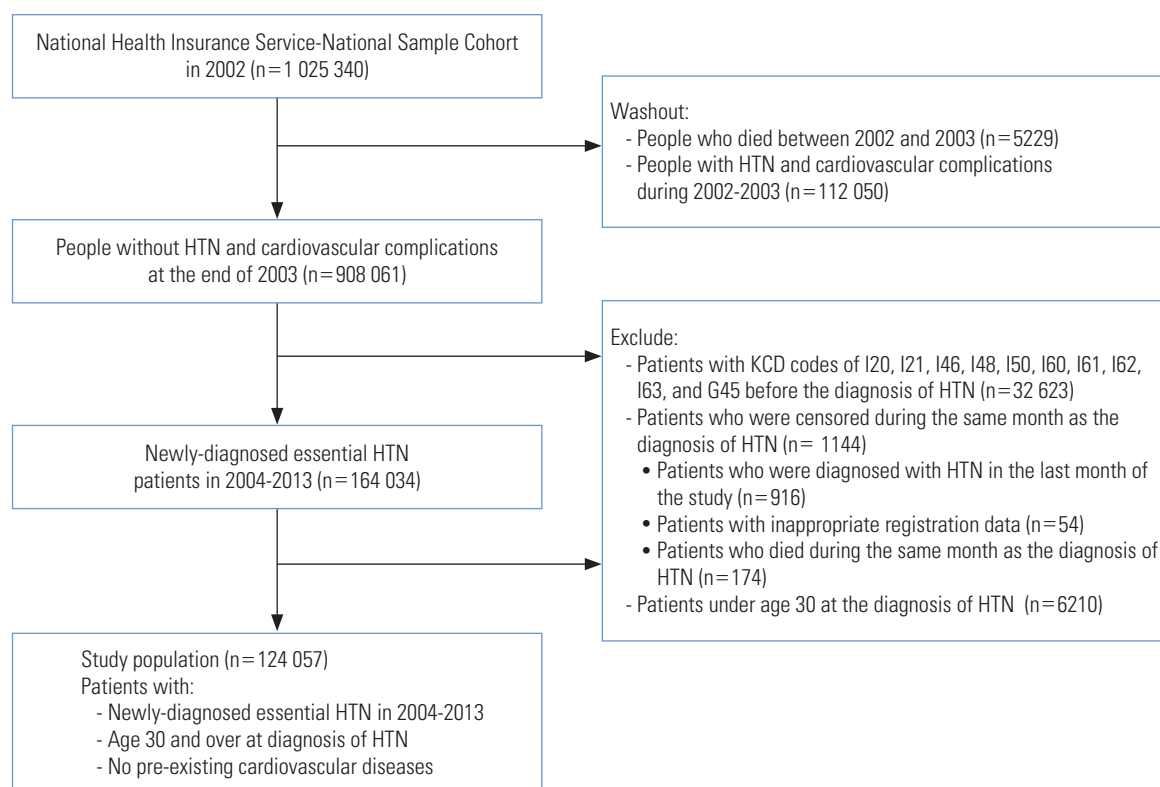 National Health Insurance Service-National Sample Cohort
in 2002 (n=1 025 340)
Washout:
- People who died between 2002 and 2003 (n=5229)
- People with HTN and cardiovascular complications
during 2002-2003 (n=112 050)
People without HTN and cardiovascular complications
at the end of 2003 (n=908 061)
Exclude:
- Patients with KCD codes of I20, I21, I46, I48, I50, I60, I61, I62,
I63, and G45 before the diagnosis of HTN (n=32 623)
- Patients who were censored during the same month as the
diagnosis of HTN (n= 1144)
• Patients who were diagnosed with HTN in the last month of
the study (n=916)
• Patients with inappropriate registration data (n=54)
• Patients who died during the same month as the diagnosis of
HTN (n=174)
- Patients under age 30 at the diagnosis of HTN (n=6210)
Newly-diagnosed essential HTN
patients in 2004-2013 (n=164 034)
Study population (n=124 057)
Patients with:
- Newly-diagnosed essential HTN in 2004-2013
- Age 30 and over at diagnosis of HTN
- No pre-existing cardiovascular diseases